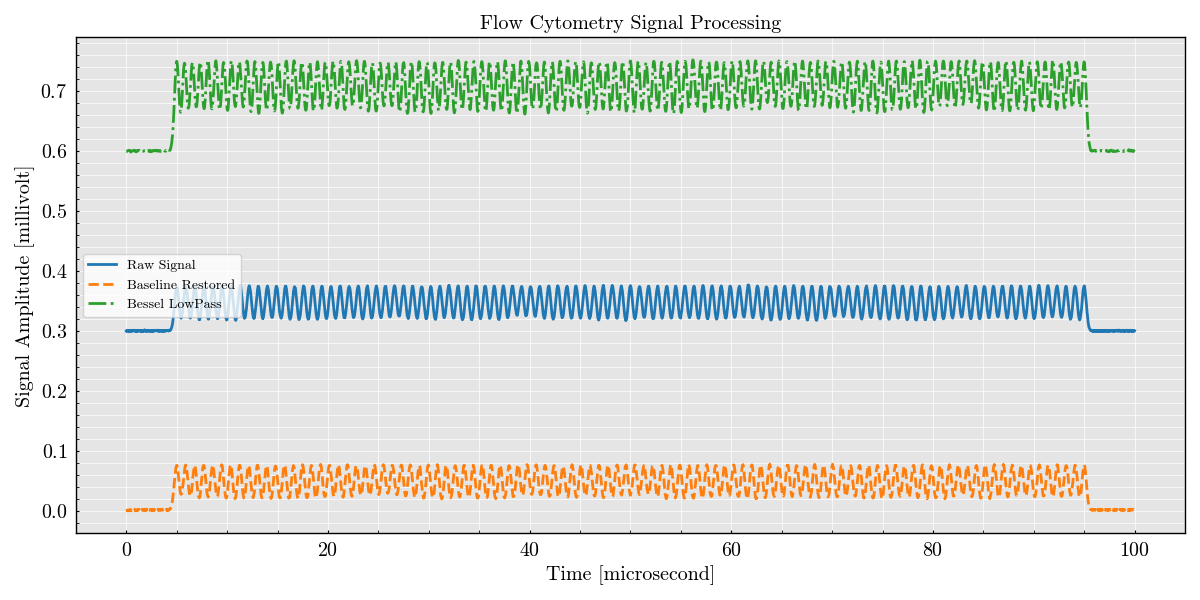 Flow Cytometry Signal Processing
Signal Amplitude [millivolt]
0.7
0.6
0.5
0.4
0.3
0.2
0.1
0.0
Raw Signal
Baseline Restored
Bessel LowPass
0 20 40 60 80 100
Time [microsecond]